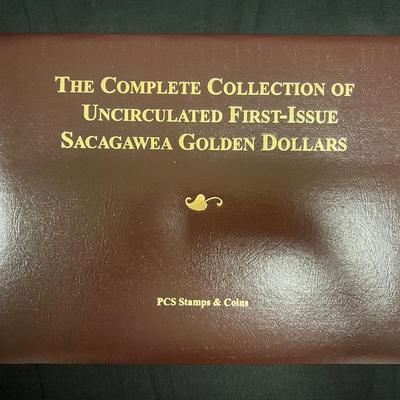 The Complete Collection of
Uncirculated First-Issue
Sacagawea Golden Dollars
PCS Stamps & Coins